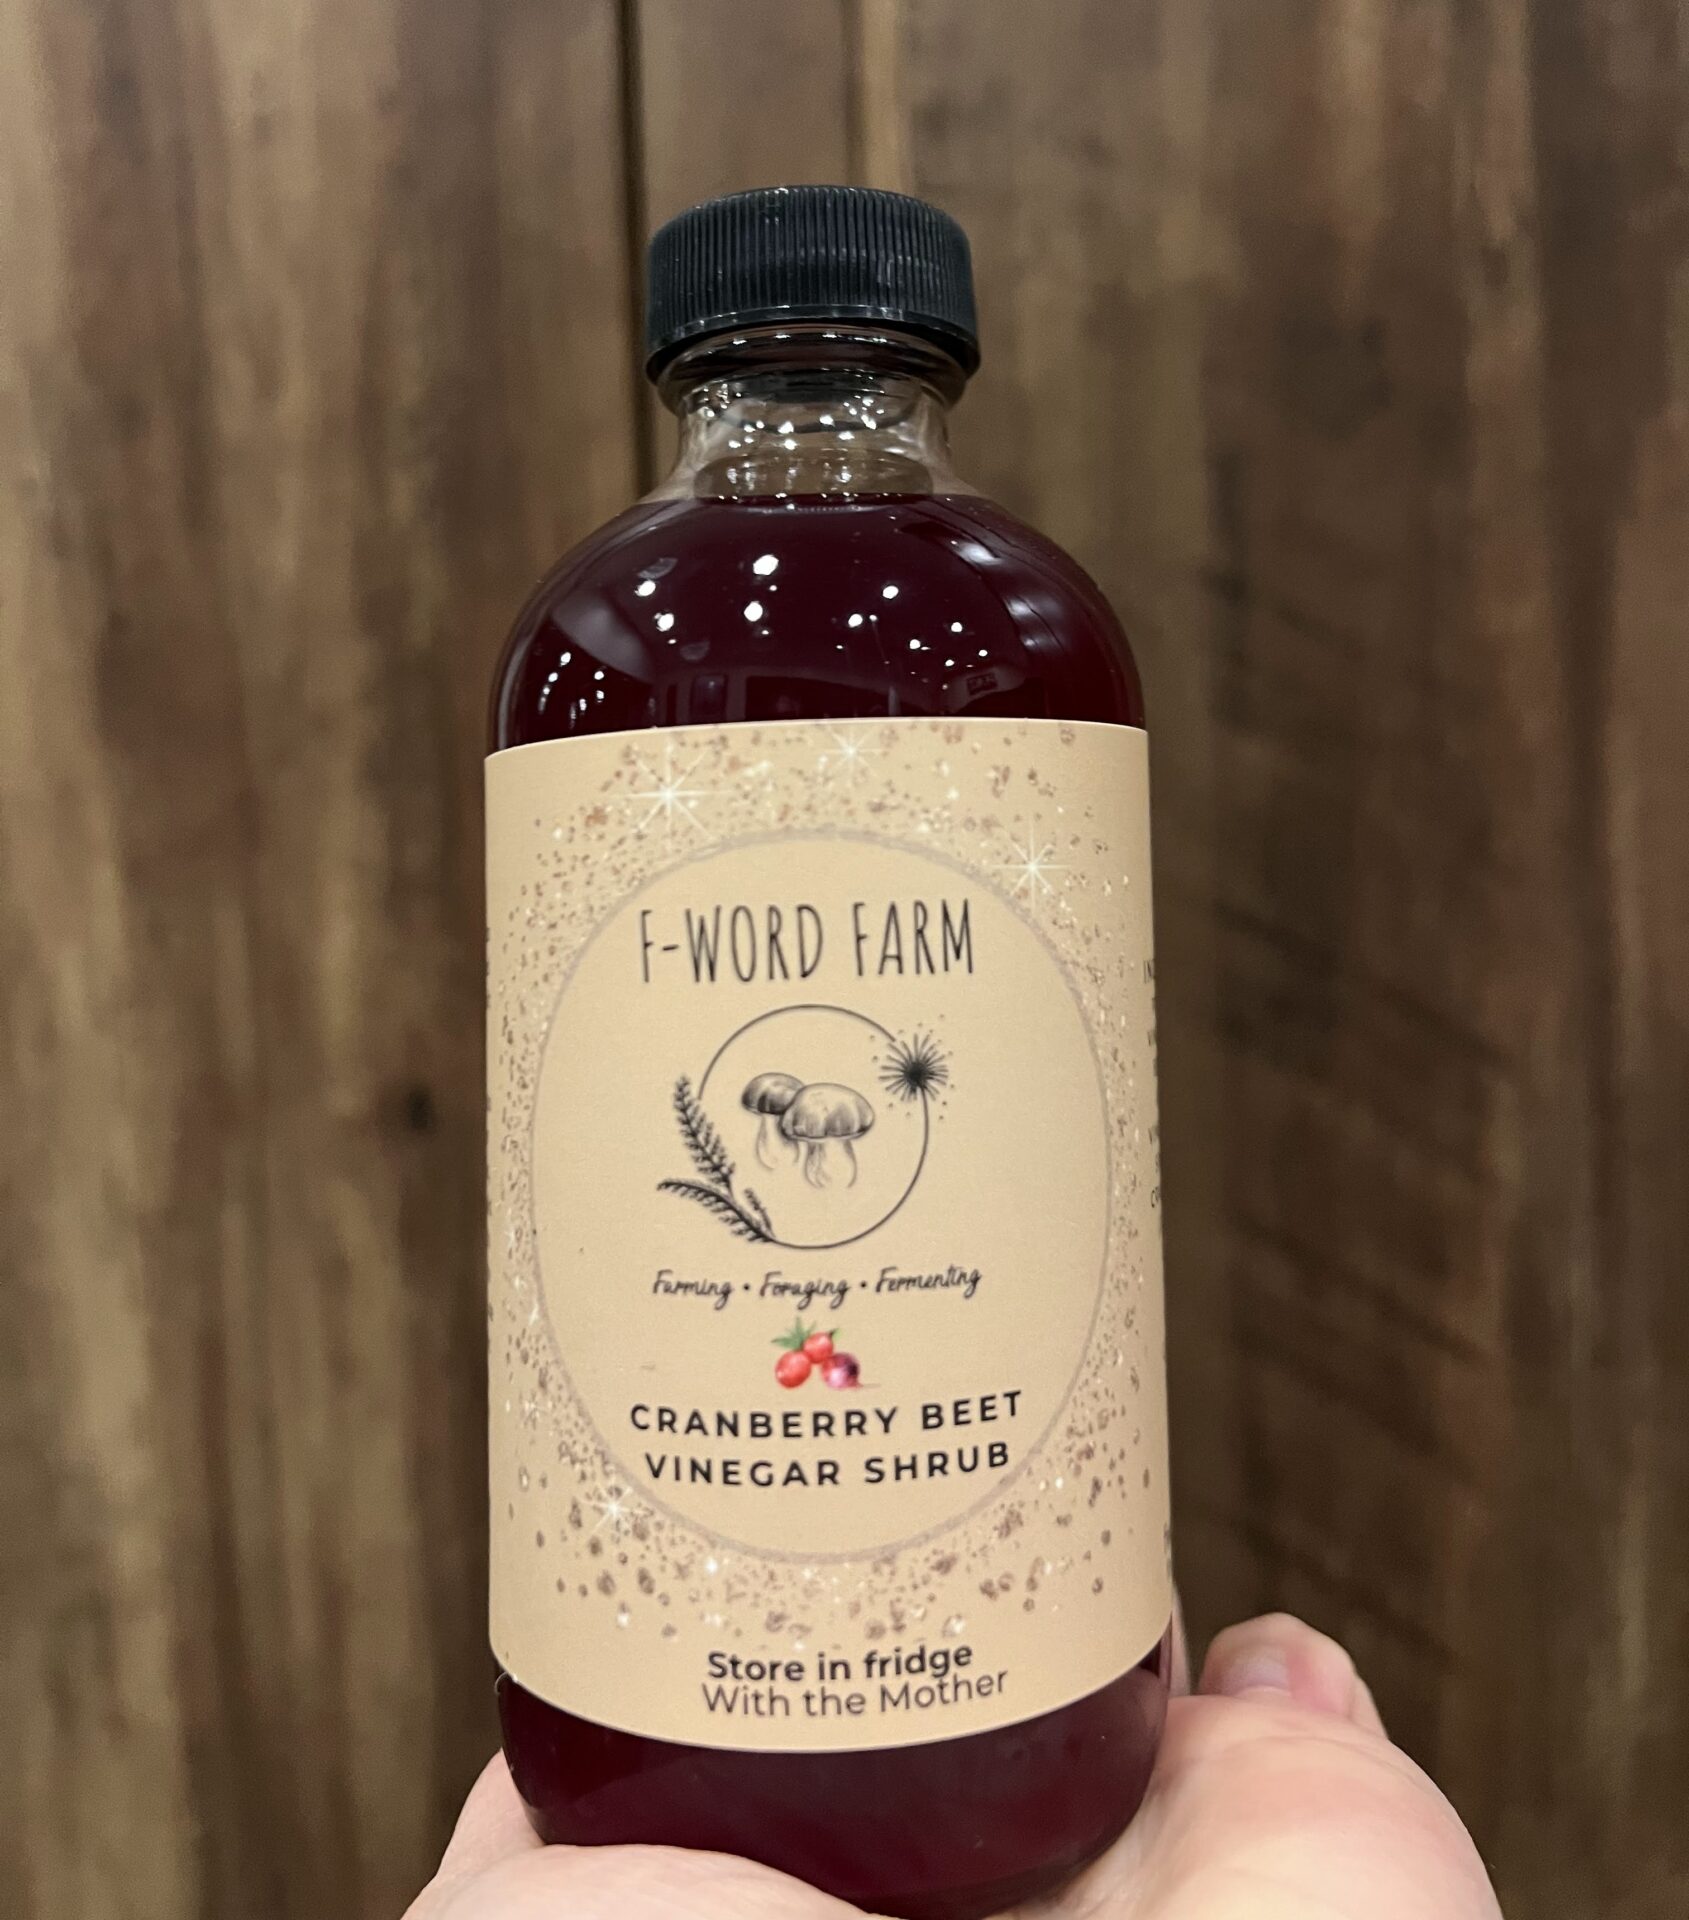 F-WORD FARM
Farming • Foraging • Fermenting
CRANBERRY BEET
VINEGAR SHRUB
Store in fridge
With the Mother